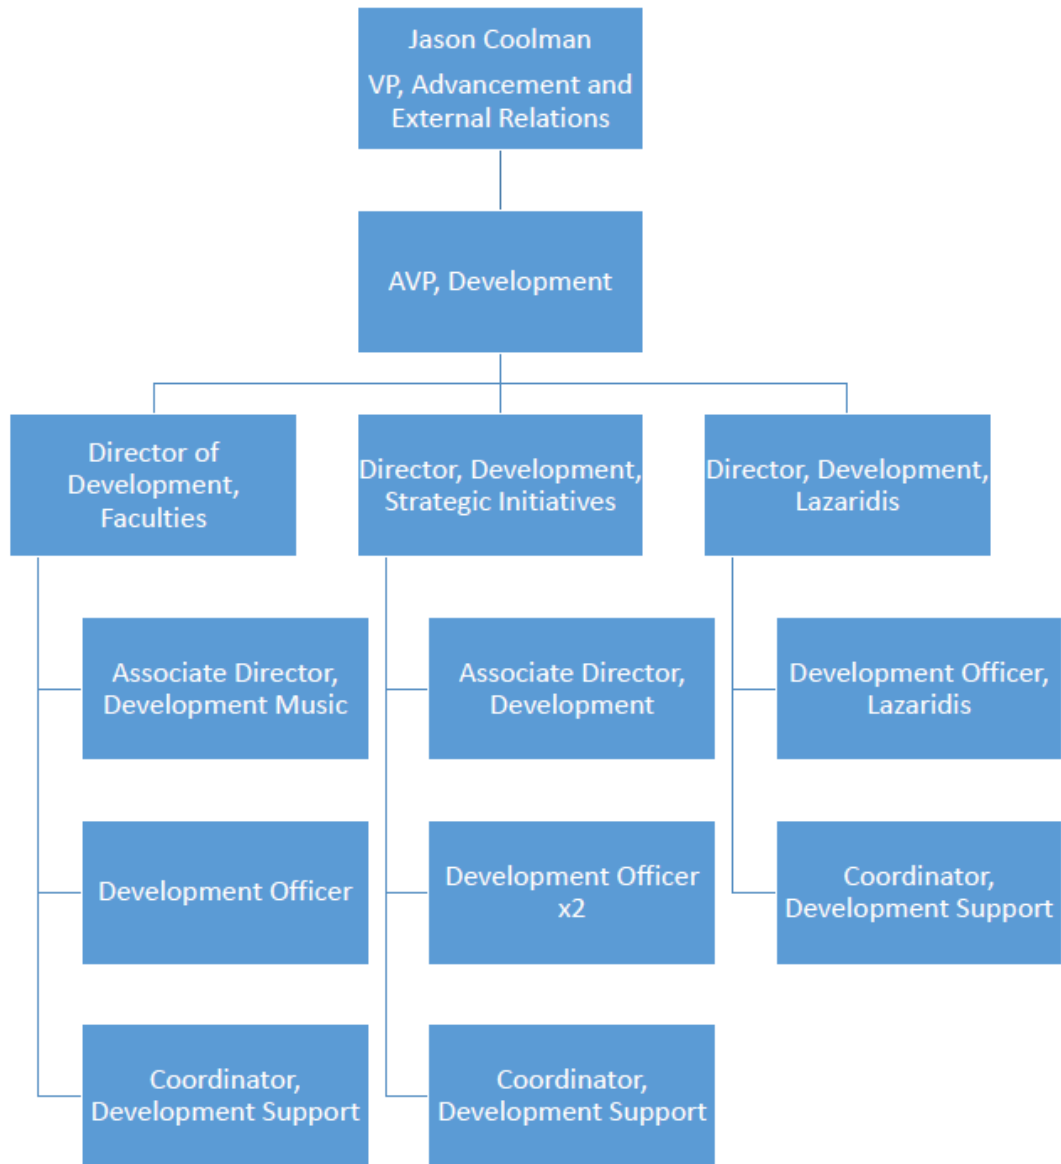 Jason Coolman
VP, Advancement and
External Relations
AVP, Development
Director of
Development,
Faculties
Director, Development,
Strategic Initiatives
Director, Development,
Lazaridis
Associate Director,
Development Music
Associate Director,
Development
Development Officer,
Lazaridis
Development Officer
Development Officer
x2
Coordinator,
Development Support
Coordinator,
Development Support
Coordinator,
Development Support